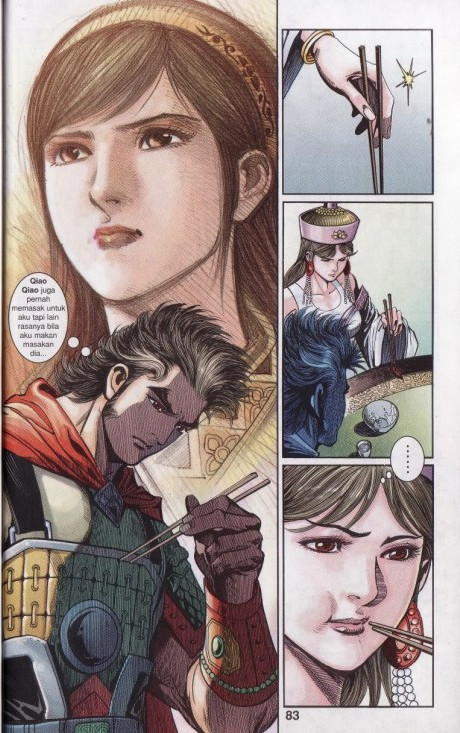 Qiao
Qiao juga
pernah
memasak untuk
aku tapi lain
rasanya bila
aku makan
masakan
dia...
......
83